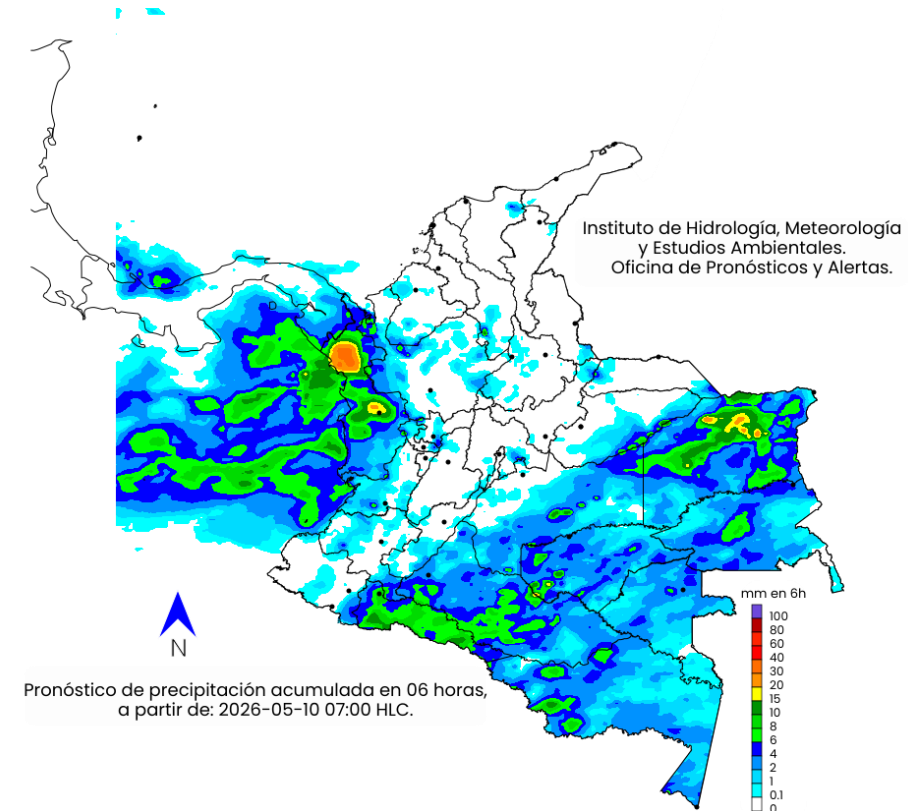 Instituto de Hidrología, Meteorología
y Estudios Ambientales.
Oficina de Pronósticos y Alertas.
mm en 6h
100
80
60
40
30
20
15
10
8
6
4
2
1
0.1
0
N
Pronóstico de precipitación acumulada en 06 horas,
a partir de: 2026-05-10 07:00 HLC.